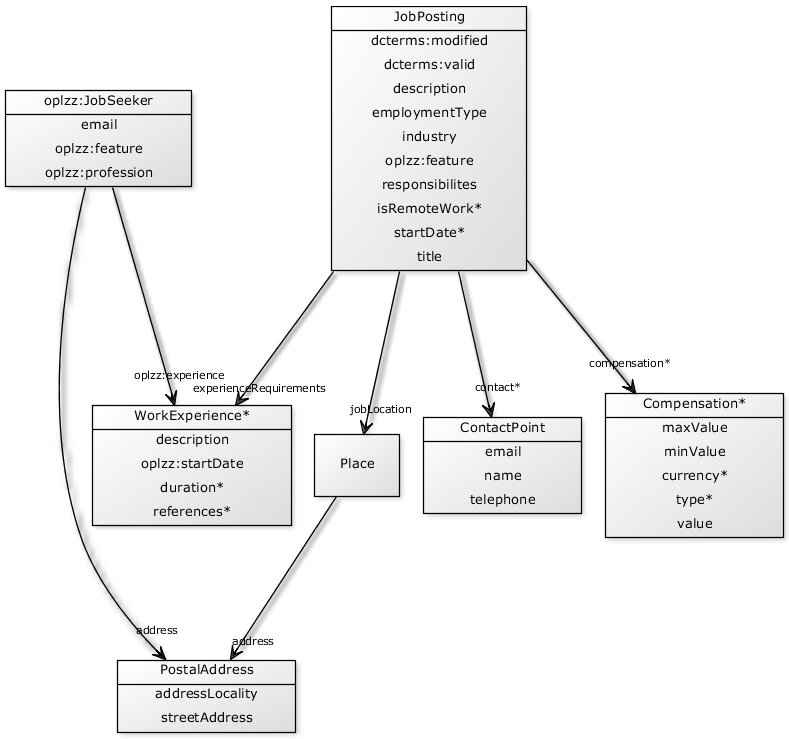 JobPosting
dcterms:modified
dcterms:valid
description
employmentType
industry
oplzz:feature
responsibilites
isRemoteWork*
startDate*
title
oplzz:JobSeeker
email
oplzz:feature
oplzz:profession
oplzz:experience
experienceRequirements
jobLocation
contact*
compensation*
WorkExperience*
description
oplzz:startDate
duration*
references*
Place
ContactPoint
email
name
telephone
Compensation*
maxValue
minValue
currency*
type*
value
address
address
PostalAddress
addressLocality
streetAddress